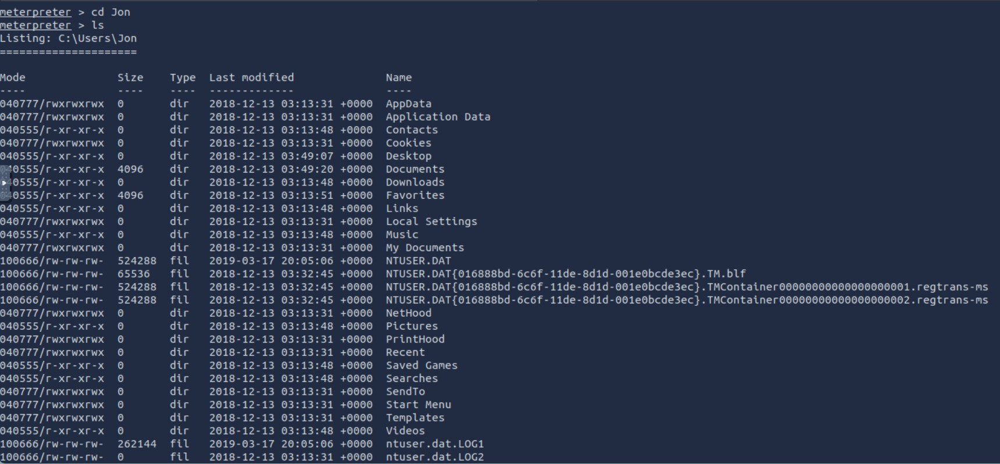 meterpreter > cd Jon
meterpreter > ls
Listing: C:\Users\Jon
=====================
Mode Size Type Last modified Name
---- ---- ---- ------------- ----
040777/rwxrwxrwx 0 dir 2018-12-13 03:13:31 +0000 AppData
040777/rwxrwxrwx 0 dir 2018-12-13 03:13:31 +0000 Application Data
040555/r-xr-xr-x 0 dir 2018-12-13 03:13:48 +0000 Contacts
040777/rwxrwxrwx 0 dir 2018-12-13 03:13:31 +0000 Cookies
040555/r-xr-xr-x 0 dir 2018-12-13 03:49:07 +0000 Desktop
040555/r-xr-xr-x 4096 dir 2018-12-13 03:49:20 +0000 Documents
040555/r-xr-xr-x 0 dir 2018-12-13 03:13:48 +0000 Downloads
040555/r-xr-xr-x 4096 dir 2018-12-13 03:13:51 +0000 Favorites
040555/r-xr-xr-x 0 dir 2018-12-13 03:13:48 +0000 Links
040777/rwxrwxrwx 0 dir 2018-12-13 03:13:31 +0000 Local Settings
040555/r-xr-xr-x 0 dir 2018-12-13 03:13:48 +0000 Music
040777/rwxrwxrwx 0 dir 2018-12-13 03:13:31 +0000 My Documents
100666/rw-rw-rw- 524288 fil 2019-03-17 20:05:06 +0000 NTUSER.DAT
100666/rw-rw-rw- 65536 fil 2018-12-13 03:32:45 +0000 NTUSER.DAT{016888bd-6c6f-11de-8d1d-001e0bcde3ec}.TM.blf
100666/rw-rw-rw- 524288 fil 2018-12-13 03:32:45 +0000 NTUSER.DAT{016888bd-6c6f-11de-8d1d-001e0bcde3ec}.TMContainer00000000000000000001.regtrans-ms
100666/rw-rw-rw- 524288 fil 2018-12-13 03:32:45 +0000 NTUSER.DAT{016888bd-6c6f-11de-8d1d-001e0bcde3ec}.TMContainer00000000000000000002.regtrans-ms
040777/rwxrwxrwx 0 dir 2018-12-13 03:13:31 +0000 NetHood
040555/r-xr-xr-x 0 dir 2018-12-13 03:13:48 +0000 Pictures
040777/rwxrwxrwx 0 dir 2018-12-13 03:13:31 +0000 PrintHood
040777/rwxrwxrwx 0 dir 2018-12-13 03:13:31 +0000 Recent
040555/r-xr-xr-x 0 dir 2018-12-13 03:13:48 +0000 Saved Games
040555/r-xr-xr-x 0 dir 2018-12-13 03:13:48 +0000 Searches
040777/rwxrwxrwx 0 dir 2018-12-13 03:13:31 +0000 SendTo
040777/rwxrwxrwx 0 dir 2018-12-13 03:13:31 +0000 Start Menu
040777/rwxrwxrwx 0 dir 2018-12-13 03:13:31 +0000 Templates
040555/r-xr-xr-x 0 dir 2018-12-13 03:13:48 +0000 Videos
100666/rw-rw-rw- 262144 fil 2019-03-17 20:05:06 +0000 ntuser.dat.LOG1
100666/rw-rw-rw- 0 fil 2018-12-13 03:13:31 +0000 ntuser.dat.LOG2